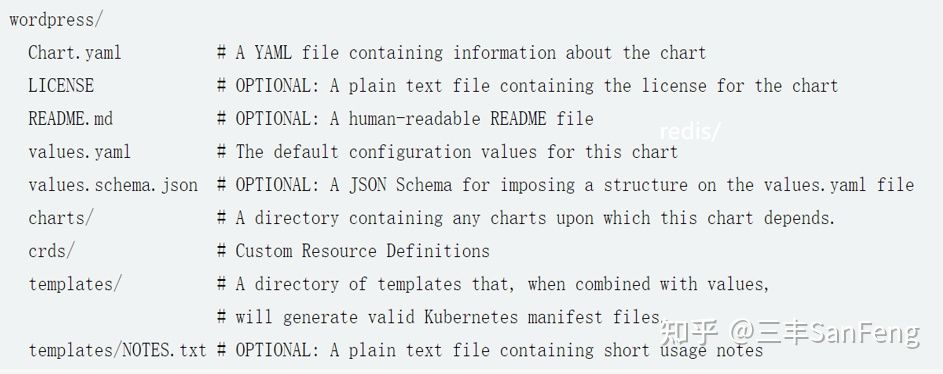 wordpress/
Chart.yaml # A YAML file containing information about the chart
LICENSE # OPTIONAL: A plain text file containing the license for the chart
README.md # OPTIONAL: A human-readable README file
redis/
values.yaml # The default configuration values for this chart
values.schema.json # OPTIONAL: A JSON Schema for imposing a structure on the values.yaml file
charts/ # A directory containing any charts upon which this chart depends.
crds/ # Custom Resource Definitions
templates/ # A directory of templates that, when combined with values,
# will generate valid Kubernetes manifest files.
知乎 @三丰SanFeng
templates/NOTES.txt # OPTIONAL: A plain text file containing short usage notes